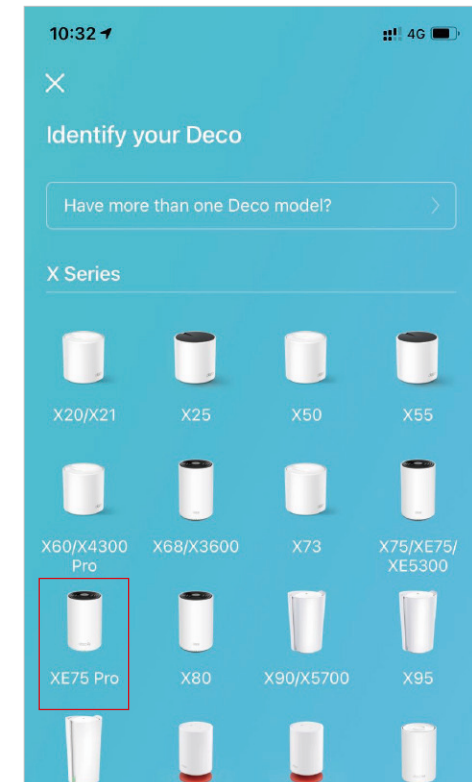 10:32
4G
Identify your Deco
Have more than one Deco model?
X Series
X20/X21 X25 X50 X55
X60/X4300 X68/X3600 X73 X75/XE75/
Pro XE5300
XE75 Pro X80 X90/X5700 X95